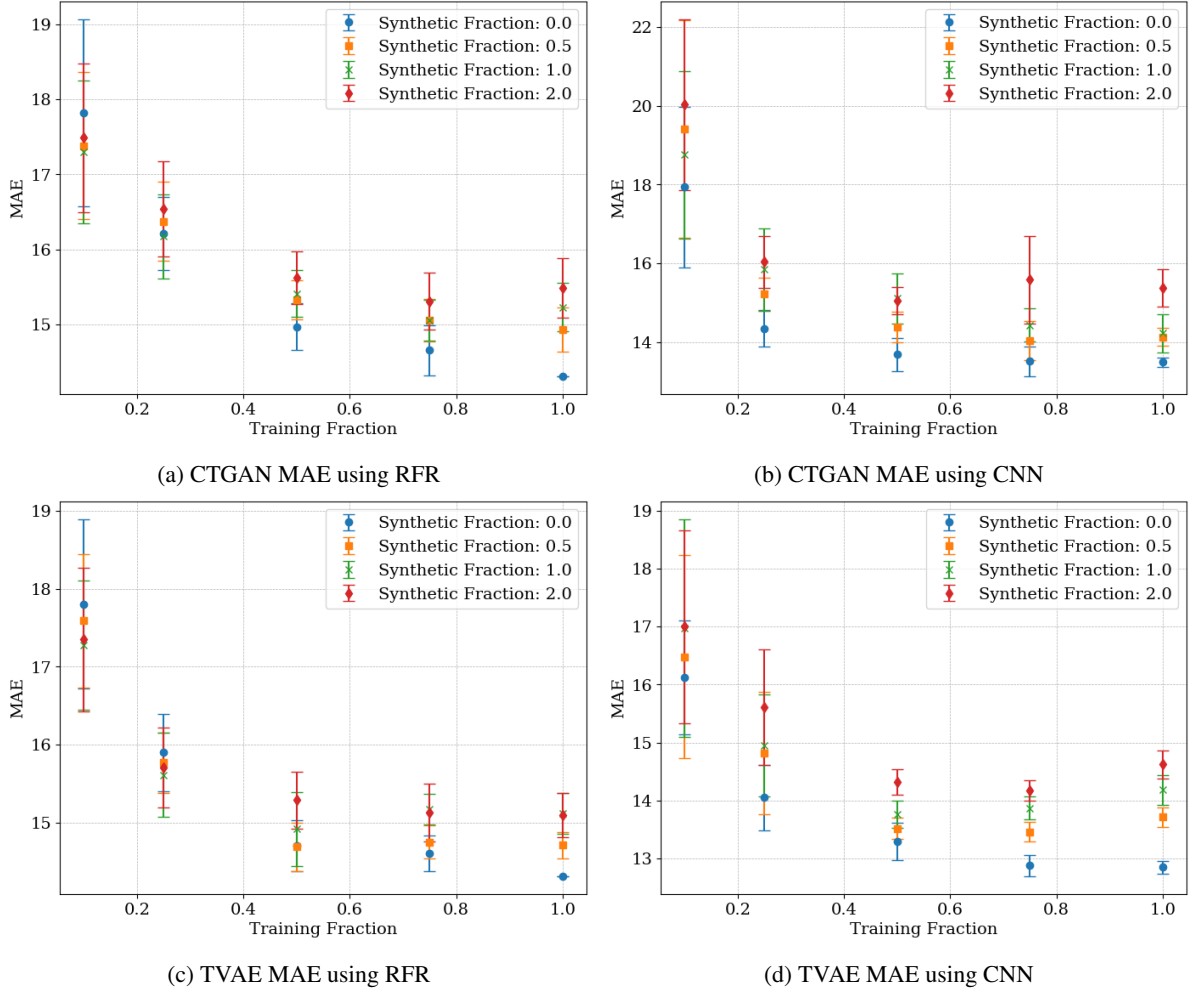 19
18
17
16
15
MAE
0.2 0.4 0.6 0.8 1.0
Training Fraction
Synthetic Fraction: 0.0
Synthetic Fraction: 0.5
Synthetic Fraction: 1.0
Synthetic Fraction: 2.0
(a) CTGAN MAE using RFR
22
20
18
16
14
MAE
0.2 0.4 0.6 0.8 1.0
Training Fraction
Synthetic Fraction: 0.0
Synthetic Fraction: 0.5
Synthetic Fraction: 1.0
Synthetic Fraction: 2.0
(b) CTGAN MAE using CNN
19
18
17
16
15
MAE
0.2 0.4 0.6 0.8 1.0
Training Fraction
Synthetic Fraction: 0.0
Synthetic Fraction: 0.5
Synthetic Fraction: 1.0
Synthetic Fraction: 2.0
(c) TVAE MAE using RFR
19
18
17
16
15
14
13
MAE
0.2 0.4 0.6 0.8 1.0
Training Fraction
Synthetic Fraction: 0.0
Synthetic Fraction: 0.5
Synthetic Fraction: 1.0
Synthetic Fraction: 2.0
(d) TVAE MAE using CNN